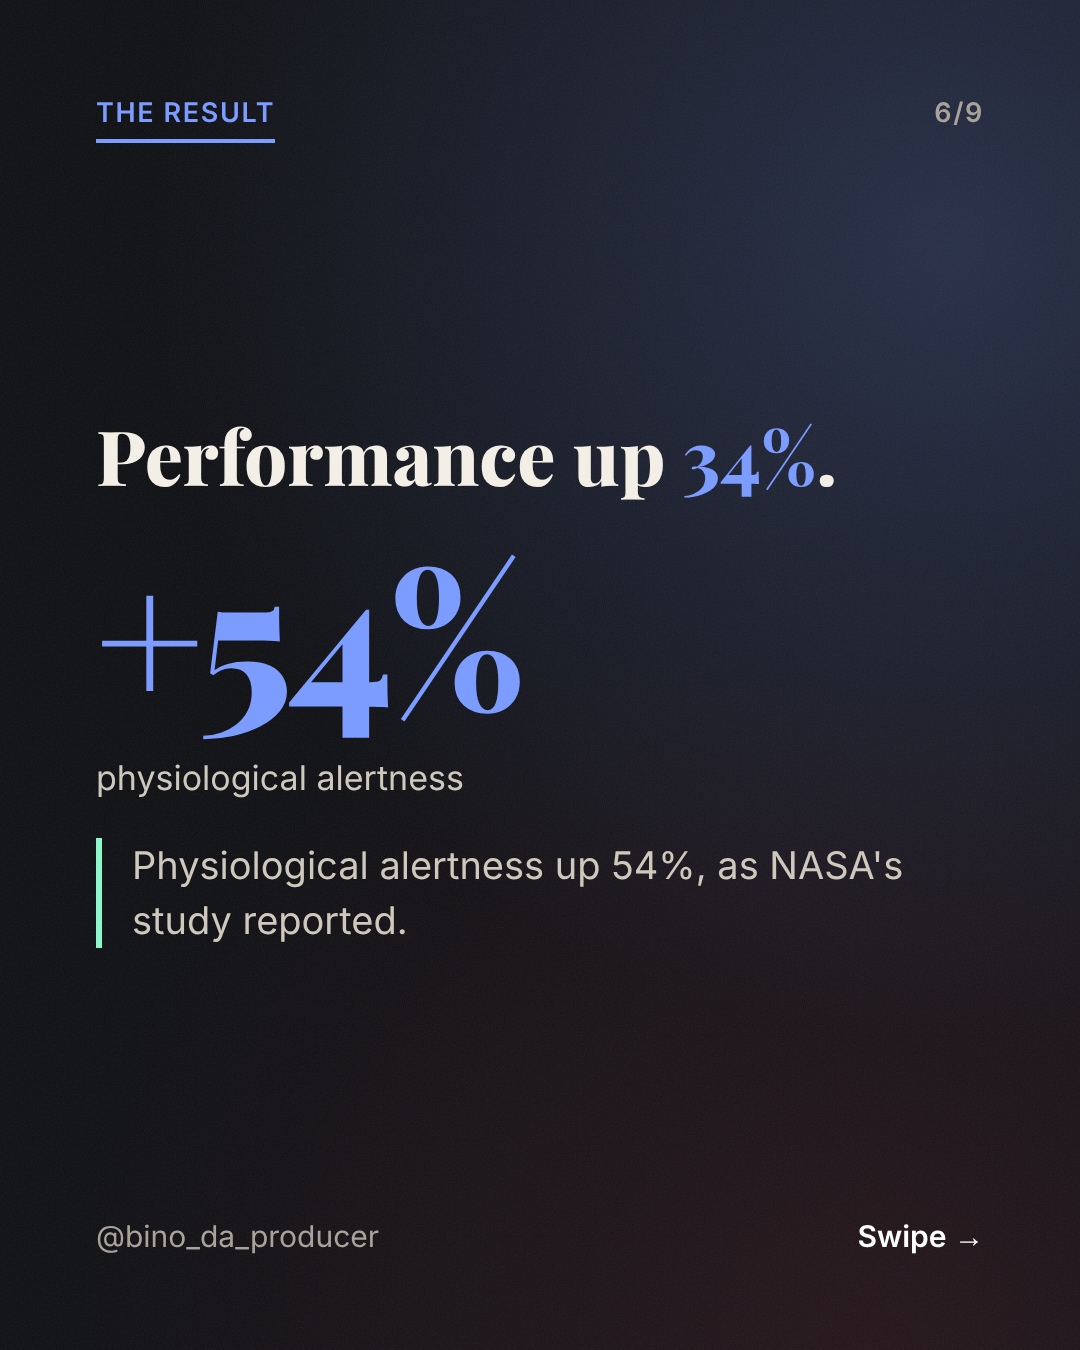 THE RESULT
6/9
Performance up 34%.
+54%
physiological alertness
Physiological alertness up 54%, as NASA's
study reported.
@bino_da_producer
Swipe →